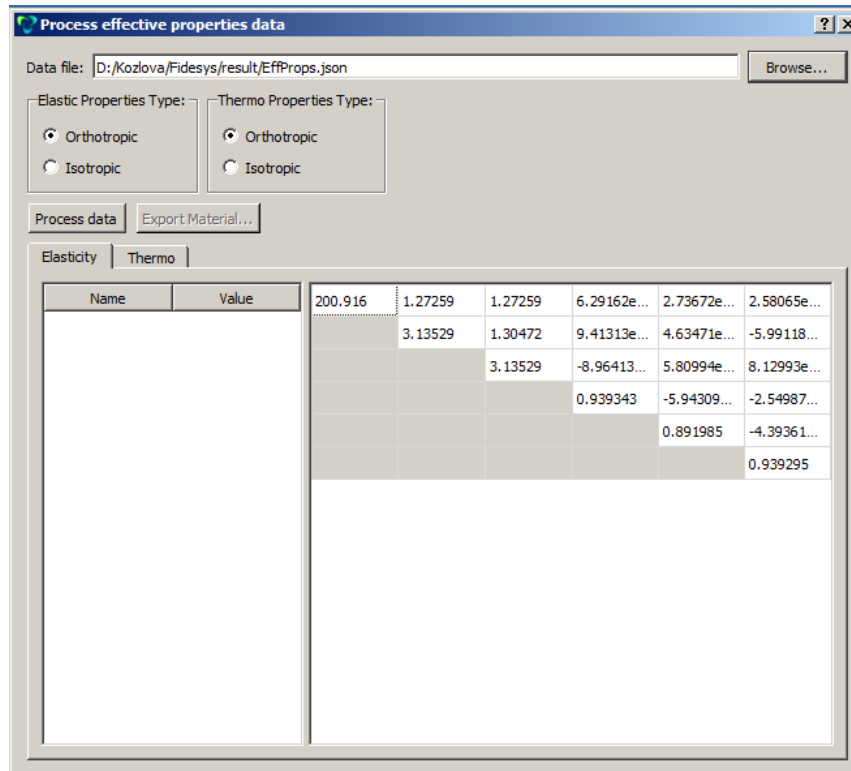 Process effective properties data
Data file: D:/Kozlova/Fidesys/result/EffProps.json Browse...
Elastic Properties Type: Thermo Properties Type:
Orthotropic Orthotropic
Isotropic Isotropic
Process data Export Material...
Elasticity Thermo
Name Value
200.916 1.27259 1.27259 6.29162e... 2.73672e... 2.58065e...
3.13529 1.30472 9.41313e... 4.63471e... -5.99118...
3.13529 -8.96413... 5.80994e... 8.12993e...
0.939343 -5.94309... -2.54987...
0.891985 -4.39361...
0.939295